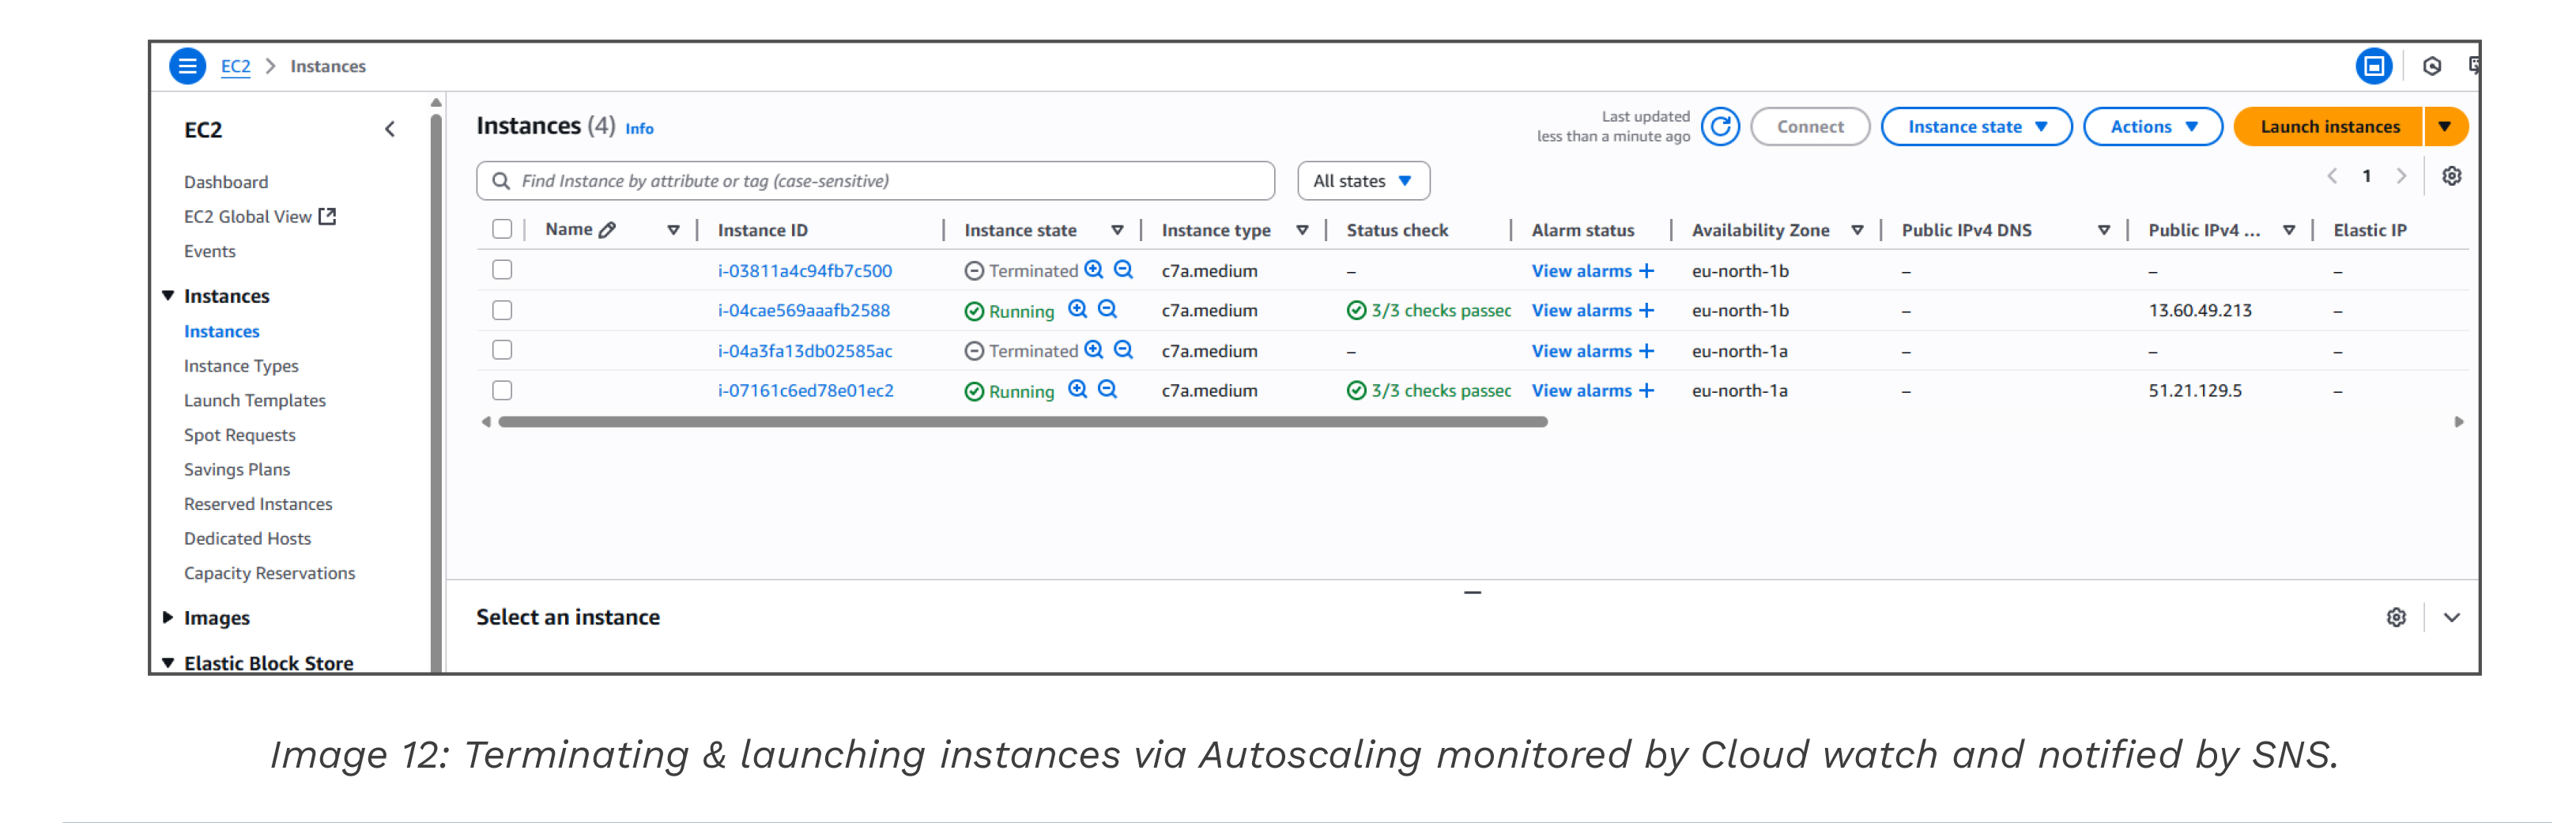 EC2 > Instances
EC2
Dashboard
EC2 Global View
Events
Instances
Instances
Instance Types
Launch Templates
Spot Requests
Savings Plans
Reserved Instances
Dedicated Hosts
Capacity Reservations
Images
Elastic Block Store
Instances (4) Info
Last updated
less than a minute ago
Connect
Instance state
Actions
Launch instances
Find Instance by attribute or tag (case-sensitive)
All states
1
Name Instance ID Instance state Instance type Status check Alarm status Availability Zone Public IPv4 DNS Public IPv4 ... Elastic IP
i-03811a4c94fb7c500 Terminated c7a.medium – View alarms + eu-north-1b – – –
i-04cae569aaafb2588 Running c7a.medium 3/3 checks passec View alarms + eu-north-1b – 13.60.49.213 –
i-04a3fa13db02585ac Terminated c7a.medium – View alarms + eu-north-1a – – –
i-07161c6ed78e01ec2 Running c7a.medium 3/3 checks passec View alarms + eu-north-1a – 51.21.129.5 –
Select an instance
Image 12: Terminating & launching instances via Autoscaling monitored by Cloud watch and notified by SNS.